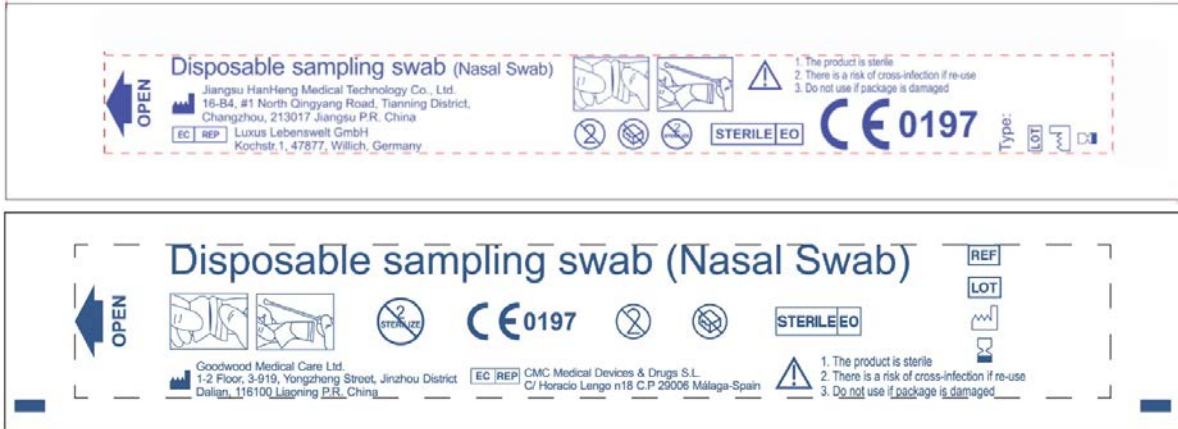 OPEN
Disposable sampling swab (Nasal Swab)
Jiangsu HanHeng Medical Technology Co., Ltd.
16-B4, #1 North Qingyang Road, Tianning District,
Changzhou, 213017 Jiangsu P.R. China
EC REP
Luxus Lebenswelt GmbH
Kochstr.1, 47877, Willich, Germany
1. The product is sterile
2. There is a risk of cross-infection if re-use
3. Do not use if package is damaged
2
2
STERILIZE
STERILE EO
CE 0197
Type:
LOT
OPEN
Disposable sampling swab (Nasal Swab)
2
STERILIZE
CE 0197
2
STERILE EO
REF
LOT
Goodwood Medical Care Ltd.
1-2 Floor, 3-919, Yongzheng Street, Jinzhou District
Dalian, 116100 Liaoning P.R. China
EC REP
CMC Medical Devices & Drugs S.L.
C/ Horacio Lengo n18 C.P 29006 Málaga-Spain
1. The product is sterile
2. There is a risk of cross-infection if re-use
3. Do not use if package is damaged